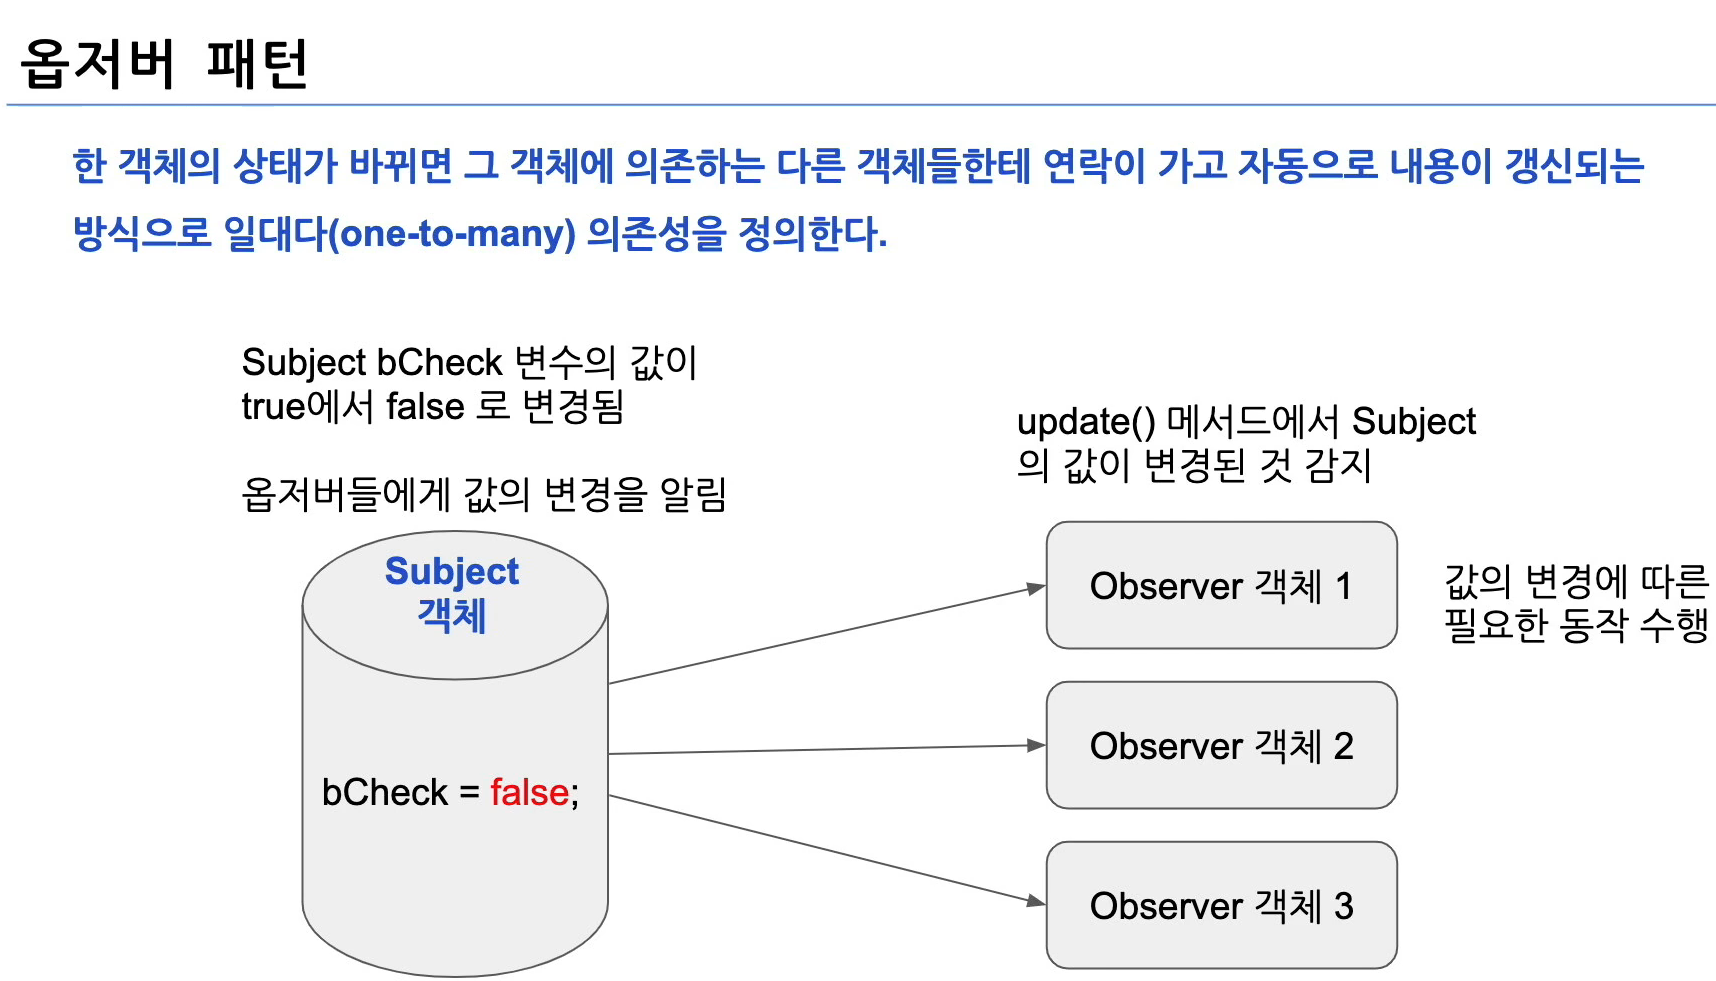 옵저버 패턴
한 객체의 상태가 바뀌면 그 객체에 의존하는 다른 객체들한테 연락이 가고 자동으로 내용이 갱신되는
방식으로 일대다(one-to-many) 의존성을 정의한다.
Subject bCheck 변수의 값이
true에서 false 로 변경됨
옵저버들에게 값의 변경을 알림
Subject
객체
bCheck = false;
update() 메서드에서 Subject
의 값이 변경된 것 감지
Observer 객체 1
값의 변경에 따른
필요한 동작 수행
Observer 객체 2
Observer 객체 3